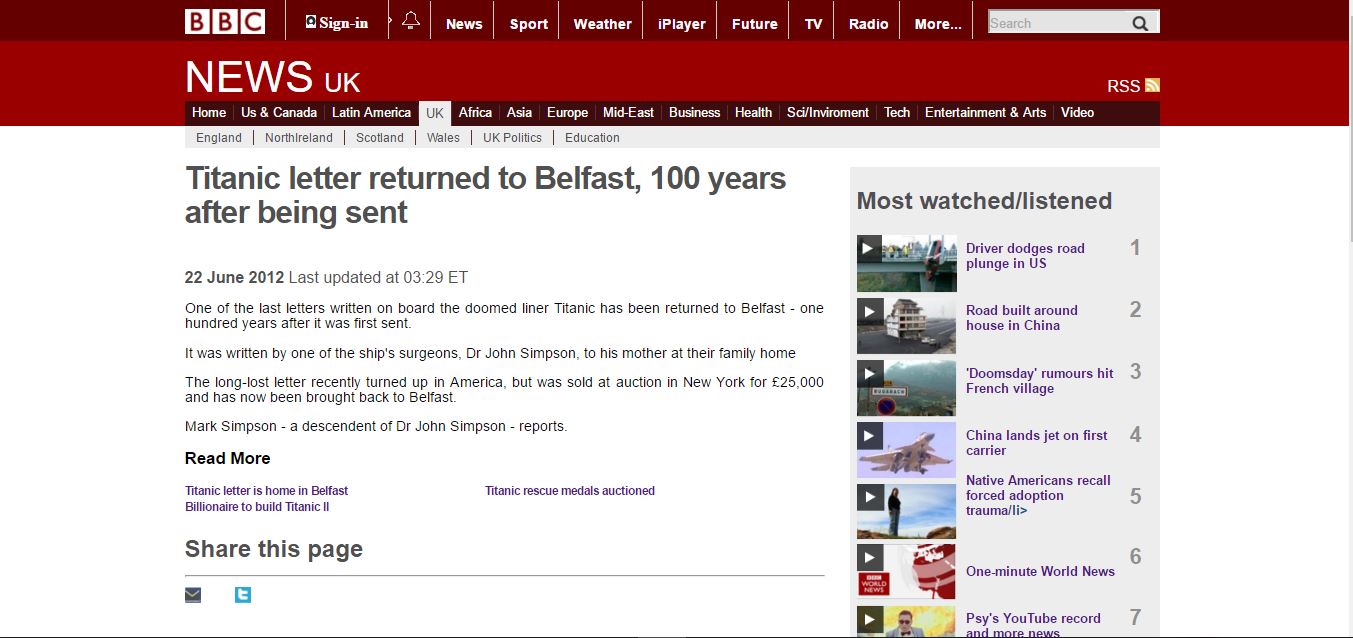 BBC Sign-in News Sport Weather iPlayer Future TV Radio More... Search
NEWS UK
RSS
Home Us & Canada Latin America UK Africa Asia Europe Mid-East Business Health Sci/Inviroment Tech Entertainment & Arts Video
England NorthIreland Scotland Wales UK Politics Education
Titanic letter returned to Belfast, 100 years
after being sent
22 June 2012 Last updated at 03:29 ET
One of the last letters written on board the doomed liner Titanic has been returned to Belfast - one
hundred years after it was first sent.
It was written by one of the ship's surgeons, Dr John Simpson, to his mother at their family home
The long-lost letter recently turned up in America, but was sold at auction in New York for £25,000
and has now been brought back to Belfast.
Mark Simpson - a descendent of Dr John Simpson - reports.
Read More
Titanic letter is home in Belfast
Billionaire to build Titanic II
Titanic rescue medals auctioned
Share this page
Most watched/listened
Driver dodges road
plunge in US
1
Road built around
house in China
2
'Doomsday' rumours hit
French village
3
China lands jet on first
carrier
4
Native Americans recall
forced adoption
trauma/li>
5
BBC
WORLD
NEWS
One-minute World News
6
Psy's YouTube record
and more news
7